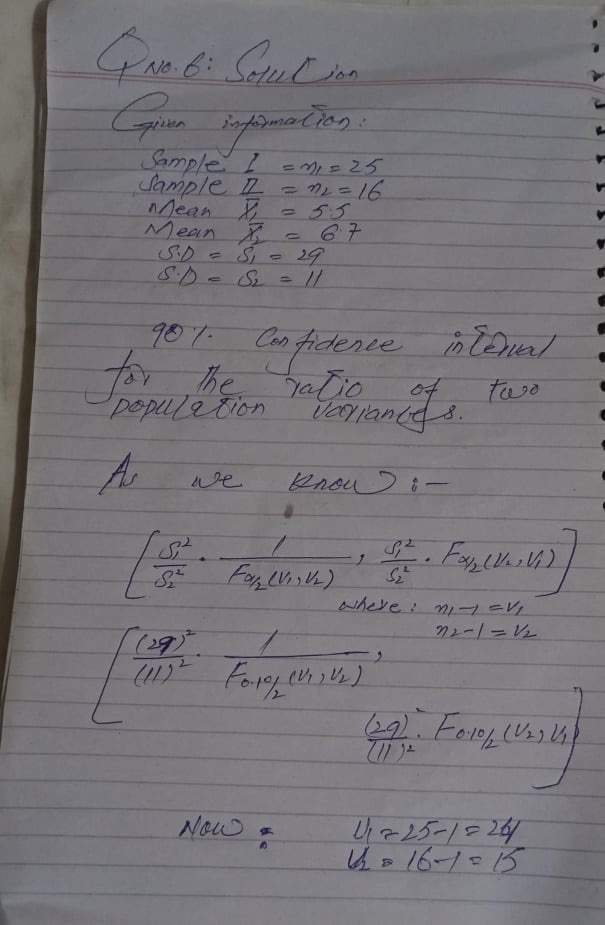 Q No. 6: Solution
Given information:
Sample I = n₁ = 25
Sample II = n₂ = 16
Mean X̄₁ = 55
Mean X̄₂ = 67
S.D = S₁ = 29
S.D = S₂ = 11
90%. Confidence interval
for the ratio of two
population variances.
As we know :-
[ S₁²/S₂² · 1/Fα/2(V₁,V₂) , S₁²/S₂² · Fα/2(V₂,V₁) ]
where: n₁-1 = V₁
n₂-1 = V₂
[ (29)²/(11)² · 1/F0.10/2(V₁,V₂) ,
(29)²/(11)² · F0.10/2(V₂,V₁) ]
Now : V₁ = 25-1 = 24
V₂ = 16-1 = 15